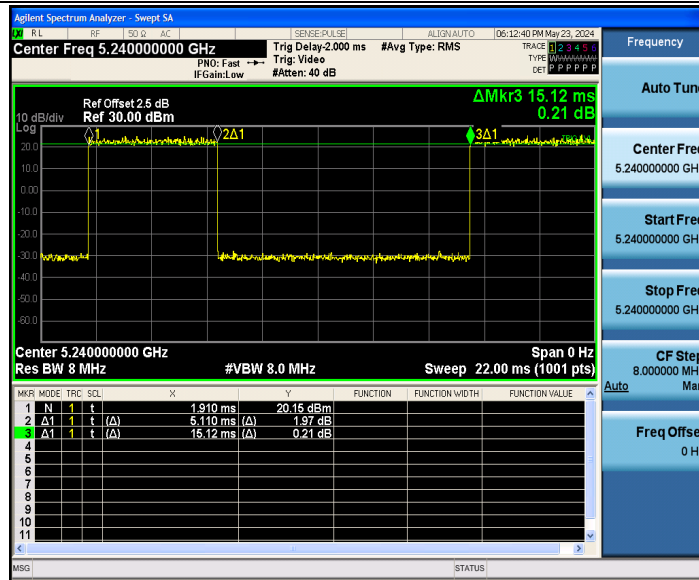 Agilent Spectrum Analyzer - Swept SA
RL RF 50 Ω AC SENSE:PULSE ALIGNAUTO 06:12:40 PM May 23, 2024
Center Freq 5.240000000 GHz
PNO: Fast
IFGain:Low
Trig Delay-2.000 ms
Trig: Video
#Atten: 40 dB
#Avg Type: RMS
TRACE 1 2 3 4 5 6
TYPE
DET P P P P P P
ΔMkr3 15.12 ms
0.21 dB
Ref Offset 2.5 dB
10 dB/div Ref 30.00 dBm
Log
1 2Δ1 3Δ1
20.0
10.0
0.00
-10.0
-20.0
-30.0
-40.0
-50.0
-60.0
Center 5.240000000 GHz Span 0 Hz
Res BW 8 MHz #VBW 8.0 MHz Sweep 22.00 ms (1001 pts)
MKR MODE TRC SCL X Y FUNCTION FUNCTION WIDTH FUNCTION VALUE
1 N 1 t 1.910 ms 20.15 dBm
2 Δ1 1 t (Δ) 5.110 ms (Δ) 1.97 dB
3 Δ1 1 t (Δ) 15.12 ms (Δ) 0.21 dB
4
5
6
7
8
9
10
11
MSG STATUS
Frequency
Auto Tun
Center Fre
5.240000000 GH
Start Fre
5.240000000 GH
Stop Fre
5.240000000 GH
CF Step
8.000000 MH
Auto Man
Freq Offse
0 H